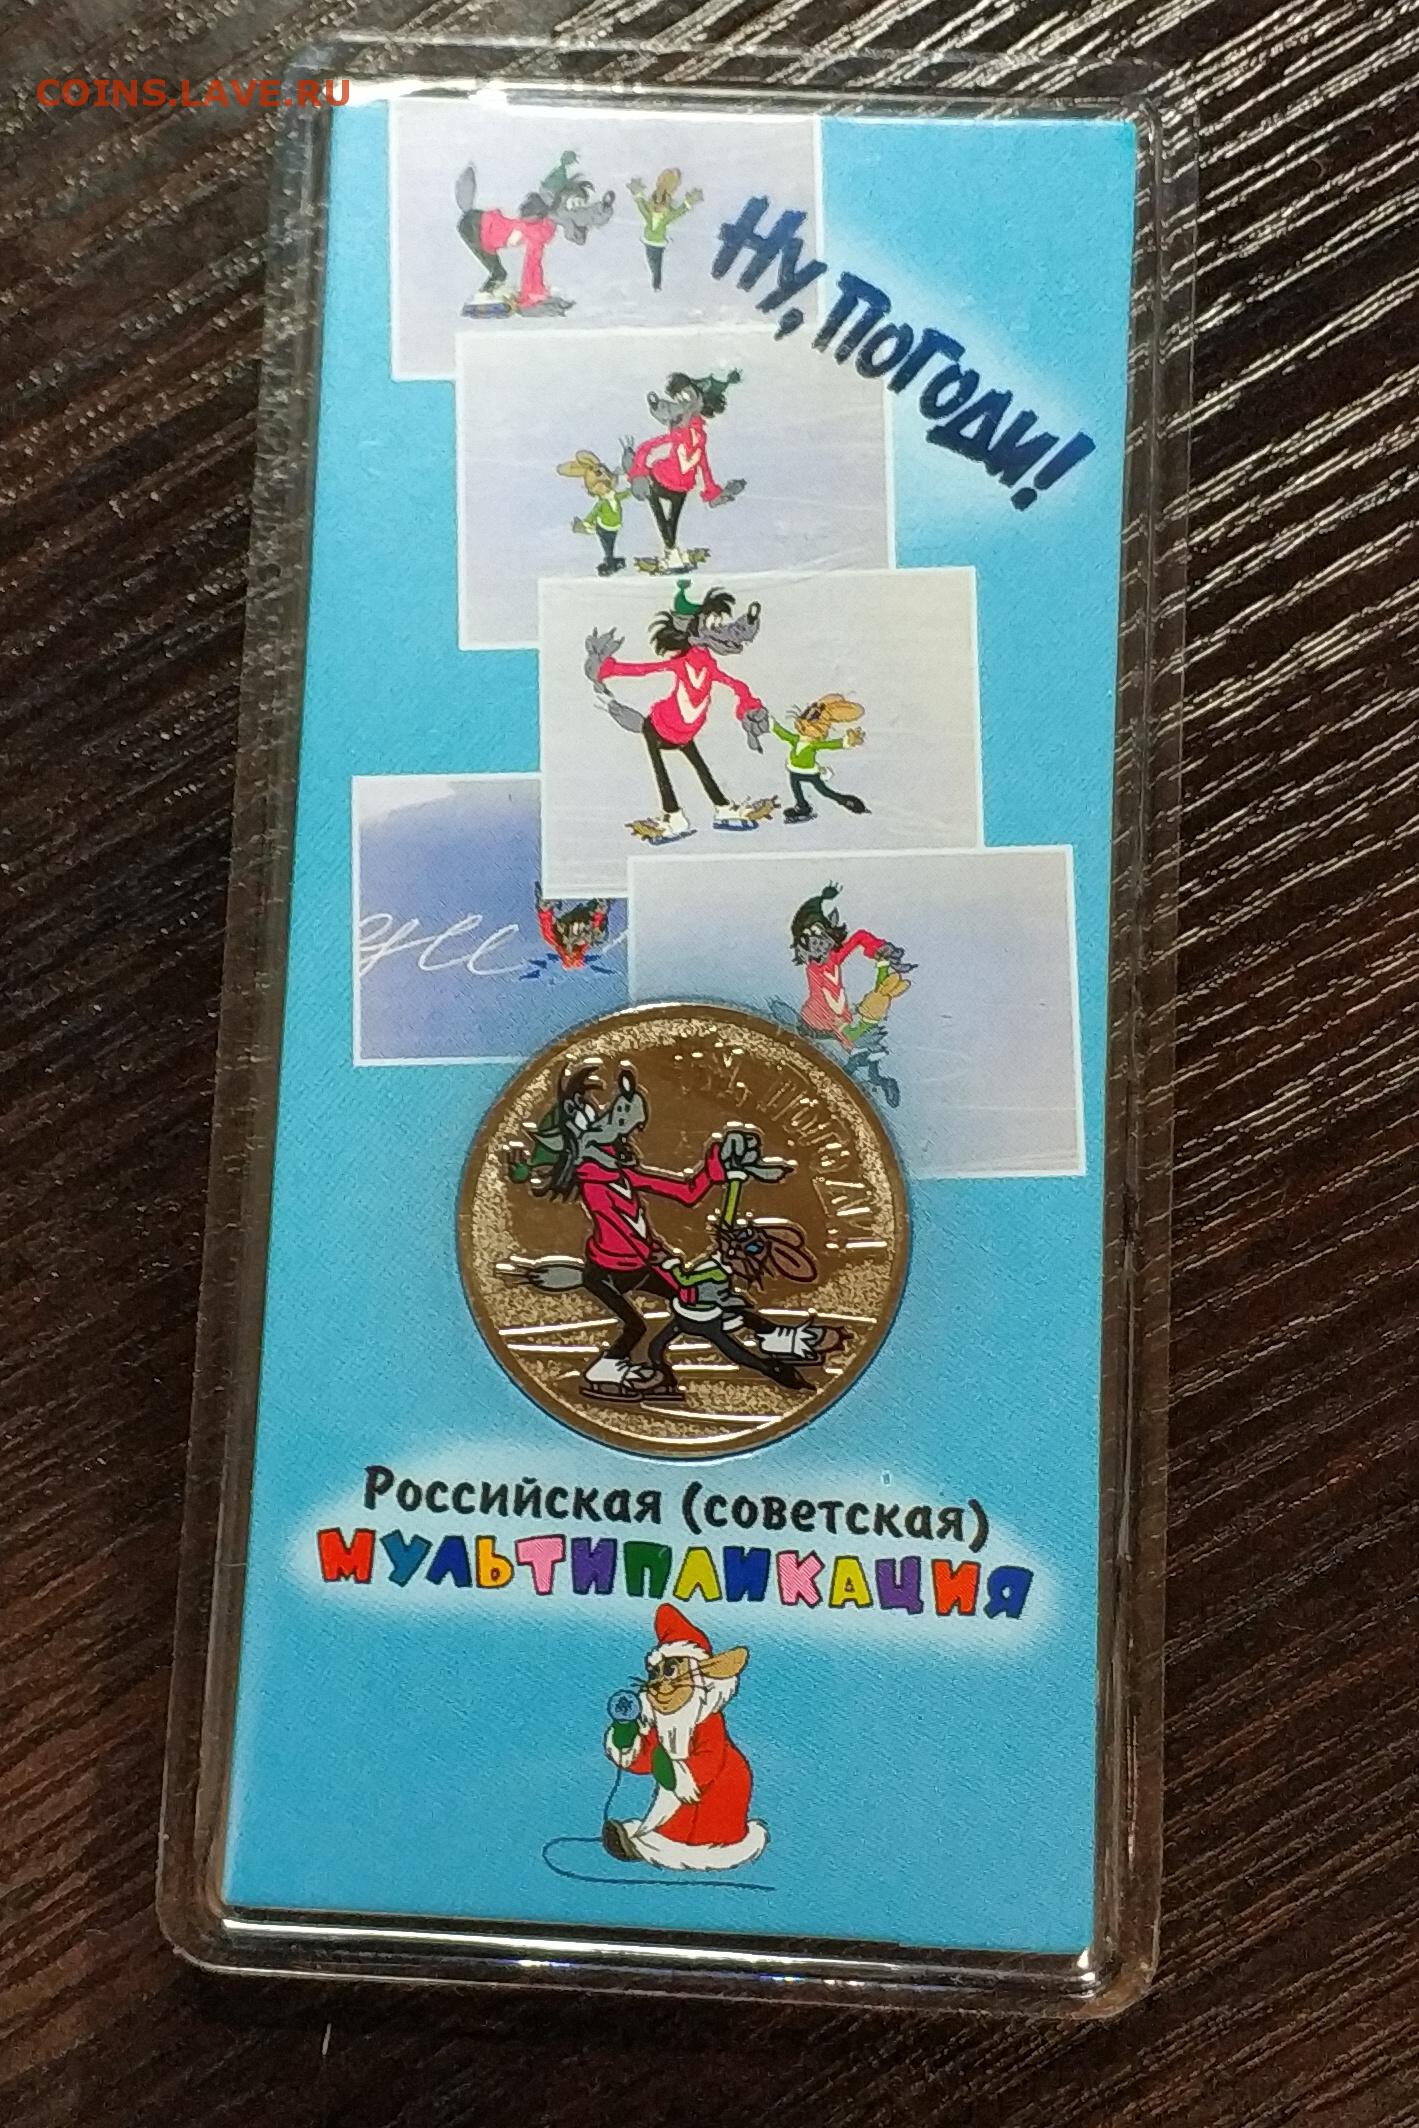 COINS.LAVE.RU
Ну, погоди!
Ну, погоди!
Российская (советская)
МУЛЬТИПЛИКАЦИЯ